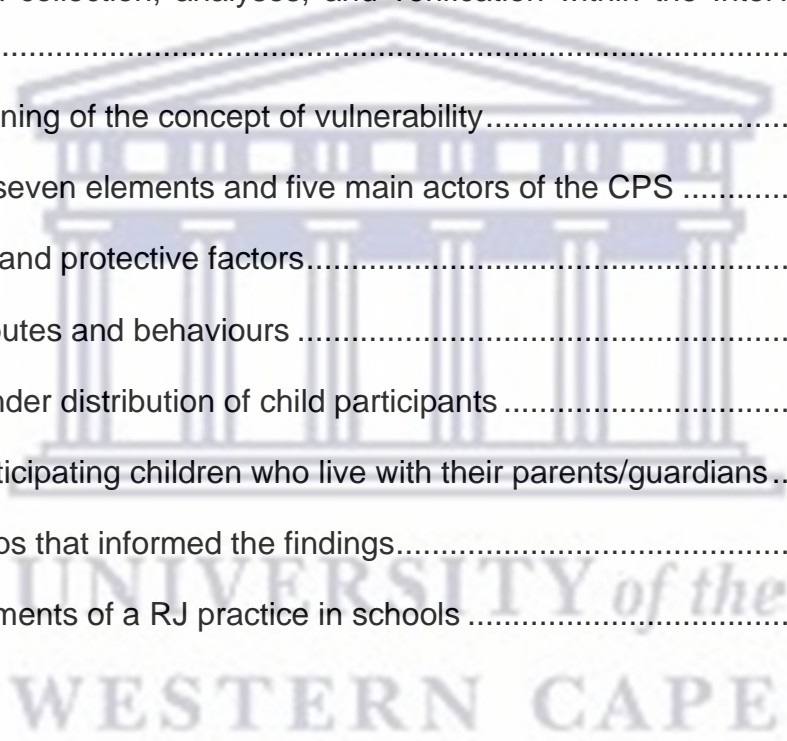 collection, analyses, and verification within the
................................................................................
ning of the concept of vulnerability................................
seven elements and five main actors of the CPS ............
and protective factors..................................................
butes and behaviours ...................................................
nder distribution of child participants ..............................
ticipating children who live with their parents/guardians..
os that informed the findings.........................................
ments of a RJ practice in schools ..................................
UNIVERSITY of the
WESTERN CAPE